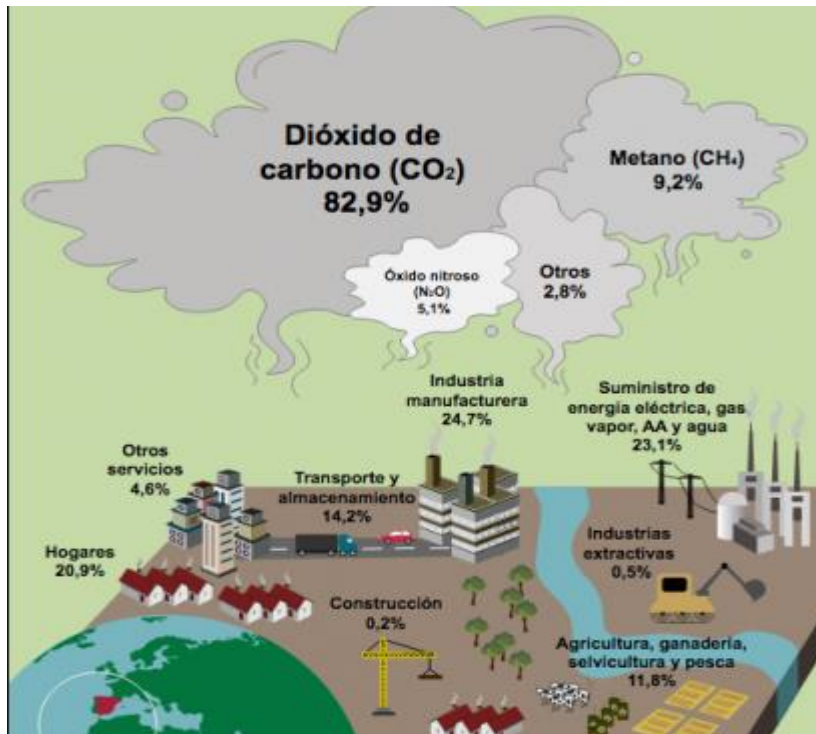 Dióxido de
carbono (CO₂)
82,9%
Metano (CH₄)
9,2%
Óxido nitroso
(N₂O)
5,1%
Otros
2,8%
Industria
manufacturera
24,7%
Suministro de
energía eléctrica, gas
vapor, AA y agua
23,1%
Otros
servicios
4,6%
Transporte y
almacenamiento
14,2%
Industrias
extractivas
0,5%
Hogares
20,9%
Construcción
0,2%
Agricultura, ganadería,
selvicultura y pesca
11,8%